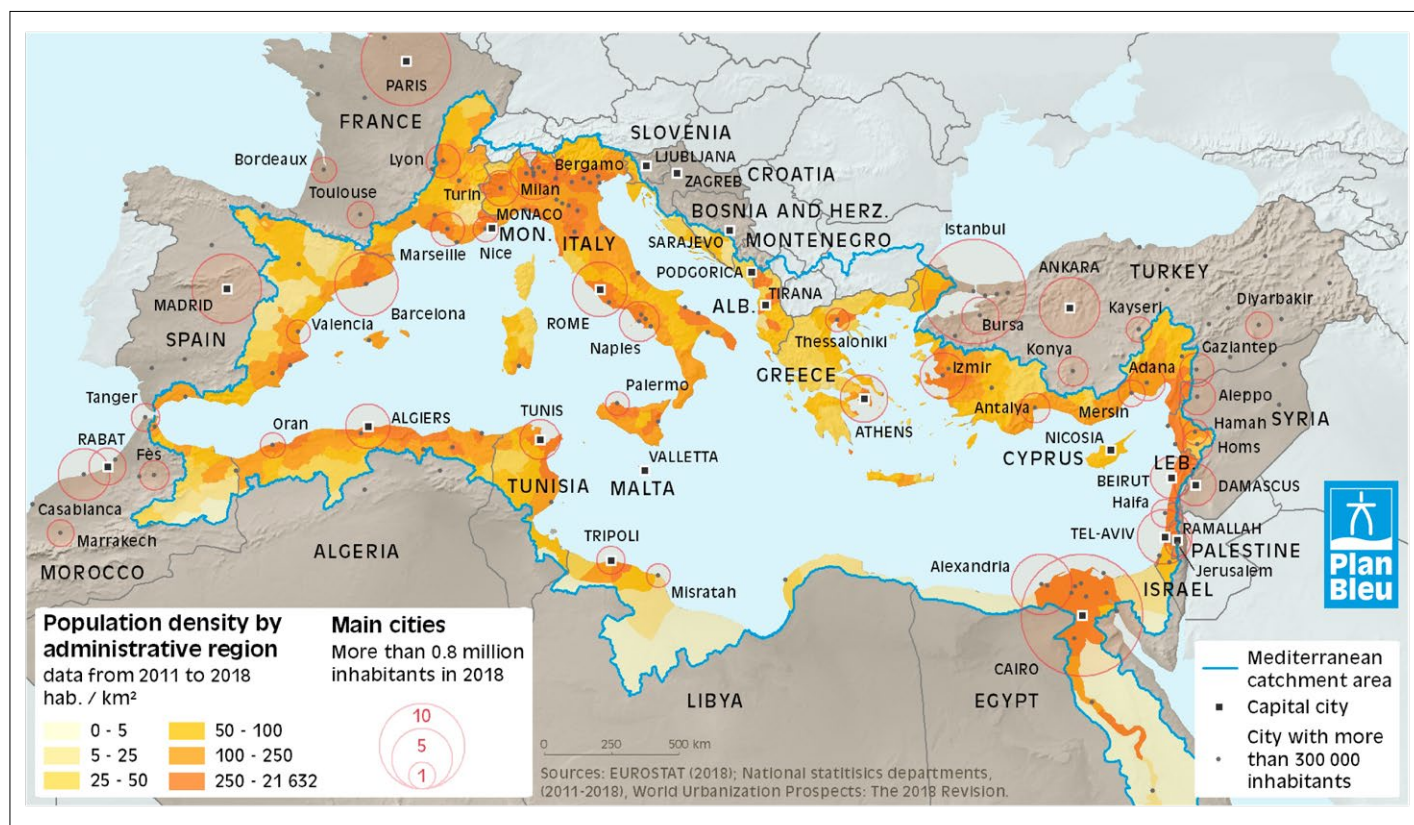 PARIS
FRANCE
SLOVENIA
LJUBLJANA
Bordeaux
Lyon
Bergamo
ZAGREB
CROATIA
Toulouse
Turin
Milan
MONACO
BOSNIA AND HERZ.
MON.
ITALY
SARAJEVO
MONTENEGRO
Istanbul
Marseille
Nice
PODGORICA
ANKARA
TURKEY
MADRID
Barcelona
ROME
ALB.
TIRANA
Kayseri
Diyarbakir
SPAIN
Valencia
Naples
Thessaloniki
Bursa
Konya
Gaziantep
GREECE
Izmir
Adana
Tanger
Palermo
Antalya
Mersin
Aleppo
Oran
ALGIERS
TUNIS
ATHENS
SYRIA
RABAT
Fès
NICOSIA
Hamah
CYPRUS
Homs
VALLETTA
LEB.
TUNISIA
MALTA
BEIRUT
DAMASCUS
Casablanca
Haifa
Marrakech
TRIPOLI
TEL-AVIV
RAMALLAH
ALGERIA
PALESTINE
MOROCCO
Alexandria
Jerusalem
Misratah
ISRAEL
CAIRO
LIBYA
EGYPT
Plan
Bleu
Population density by
administrative region
data from 2011 to 2018
hab. / km²
0 - 5
5 - 25
25 - 50
50 - 100
100 - 250
250 - 21 632
Main cities
More than 0.8 million
inhabitants in 2018
10
5
1
0 250 500 km
Sources: EUROSTAT (2018); National statitisics departments,
(2011-2018), World Urbanization Prospects: The 2018 Revision.
Mediterranean
catchment area
Capital city
City with more
than 300 000
inhabitants